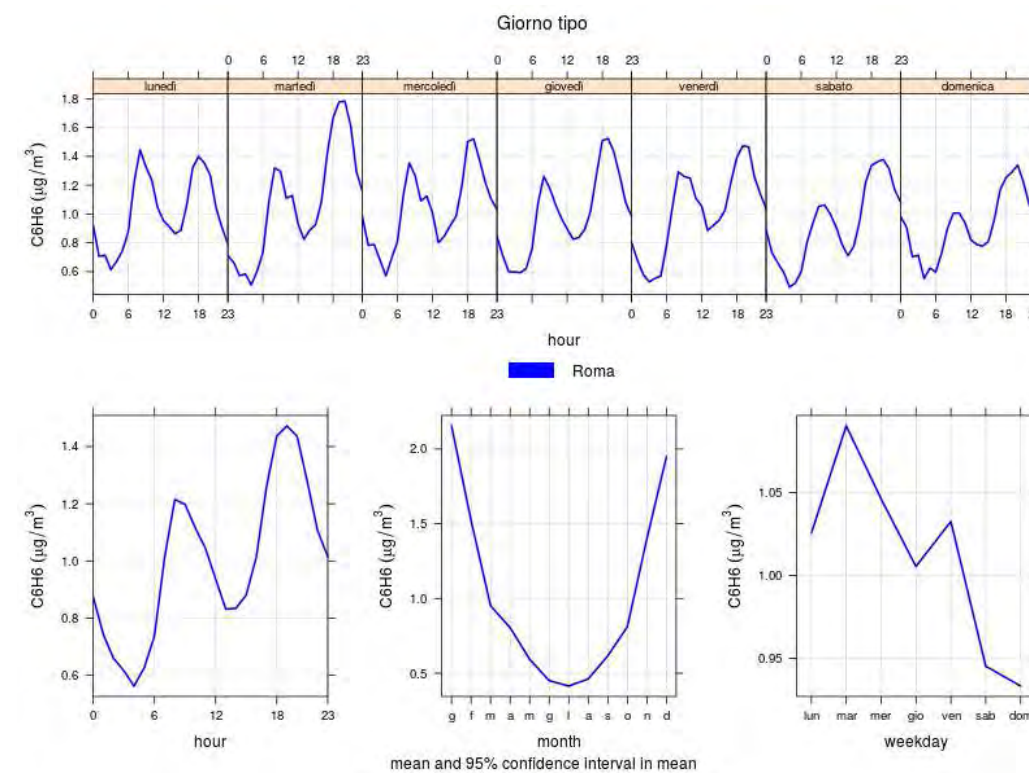 Giorno tipo
0 6 12 18 23 0 6 12 18 23 0 6 12 18 23
lunedì martedì mercoledì giovedì venerdì sabato domenica
1.8
1.6
1.4
1.2
1.0
0.8
0.6
C6H6 (µg/m³)
0 6 12 18 23 0 6 12 18 23 0 6 12 18 23 0 6 12 18
hour
Roma
1.4
1.2
1.0
0.8
0.6
C6H6 (µg/m³)
0 6 12 18 23
hour
2.0
1.5
1.0
0.5
C6H6 (µg/m³)
g f m a m g l a s o n d
month
mean and 95% confidence interval in mean
1.05
1.00
0.95
C6H6 (µg/m³)
lun mar mer gio ven sab dom
weekday